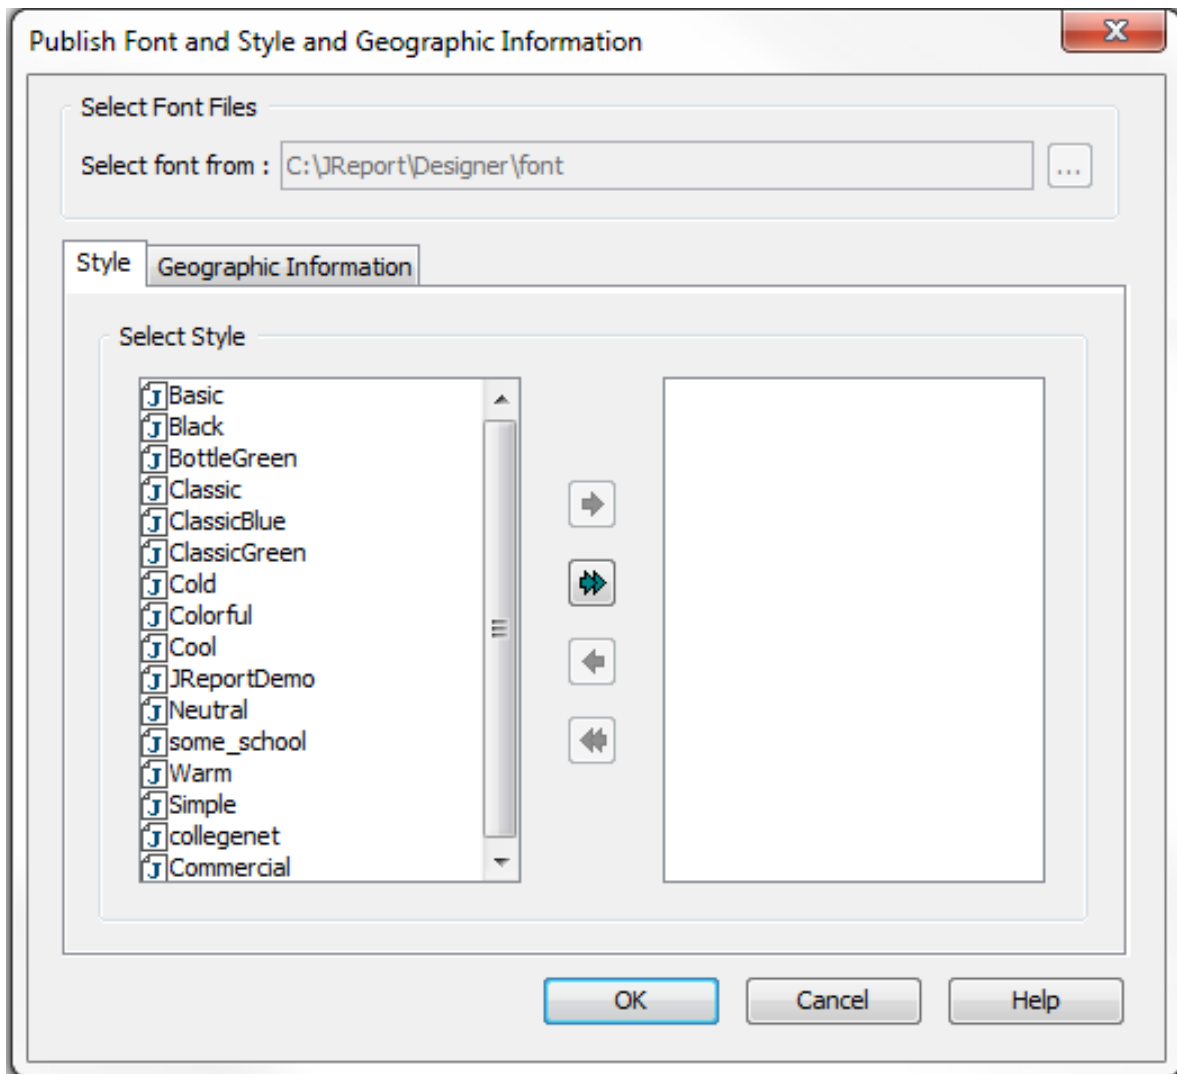 Publish Font and Style and Geographic Information
Select Font Files
Select font from : C:\JReport\Designer\font ...
Style Geographic Information
Select Style
Basic
Black
BottleGreen
Classic
ClassicBlue
ClassicGreen
Cold
Colorful
Cool
JReportDemo
Neutral
some_school
Warm
Simple
collegenet
Commercial
OK Cancel Help